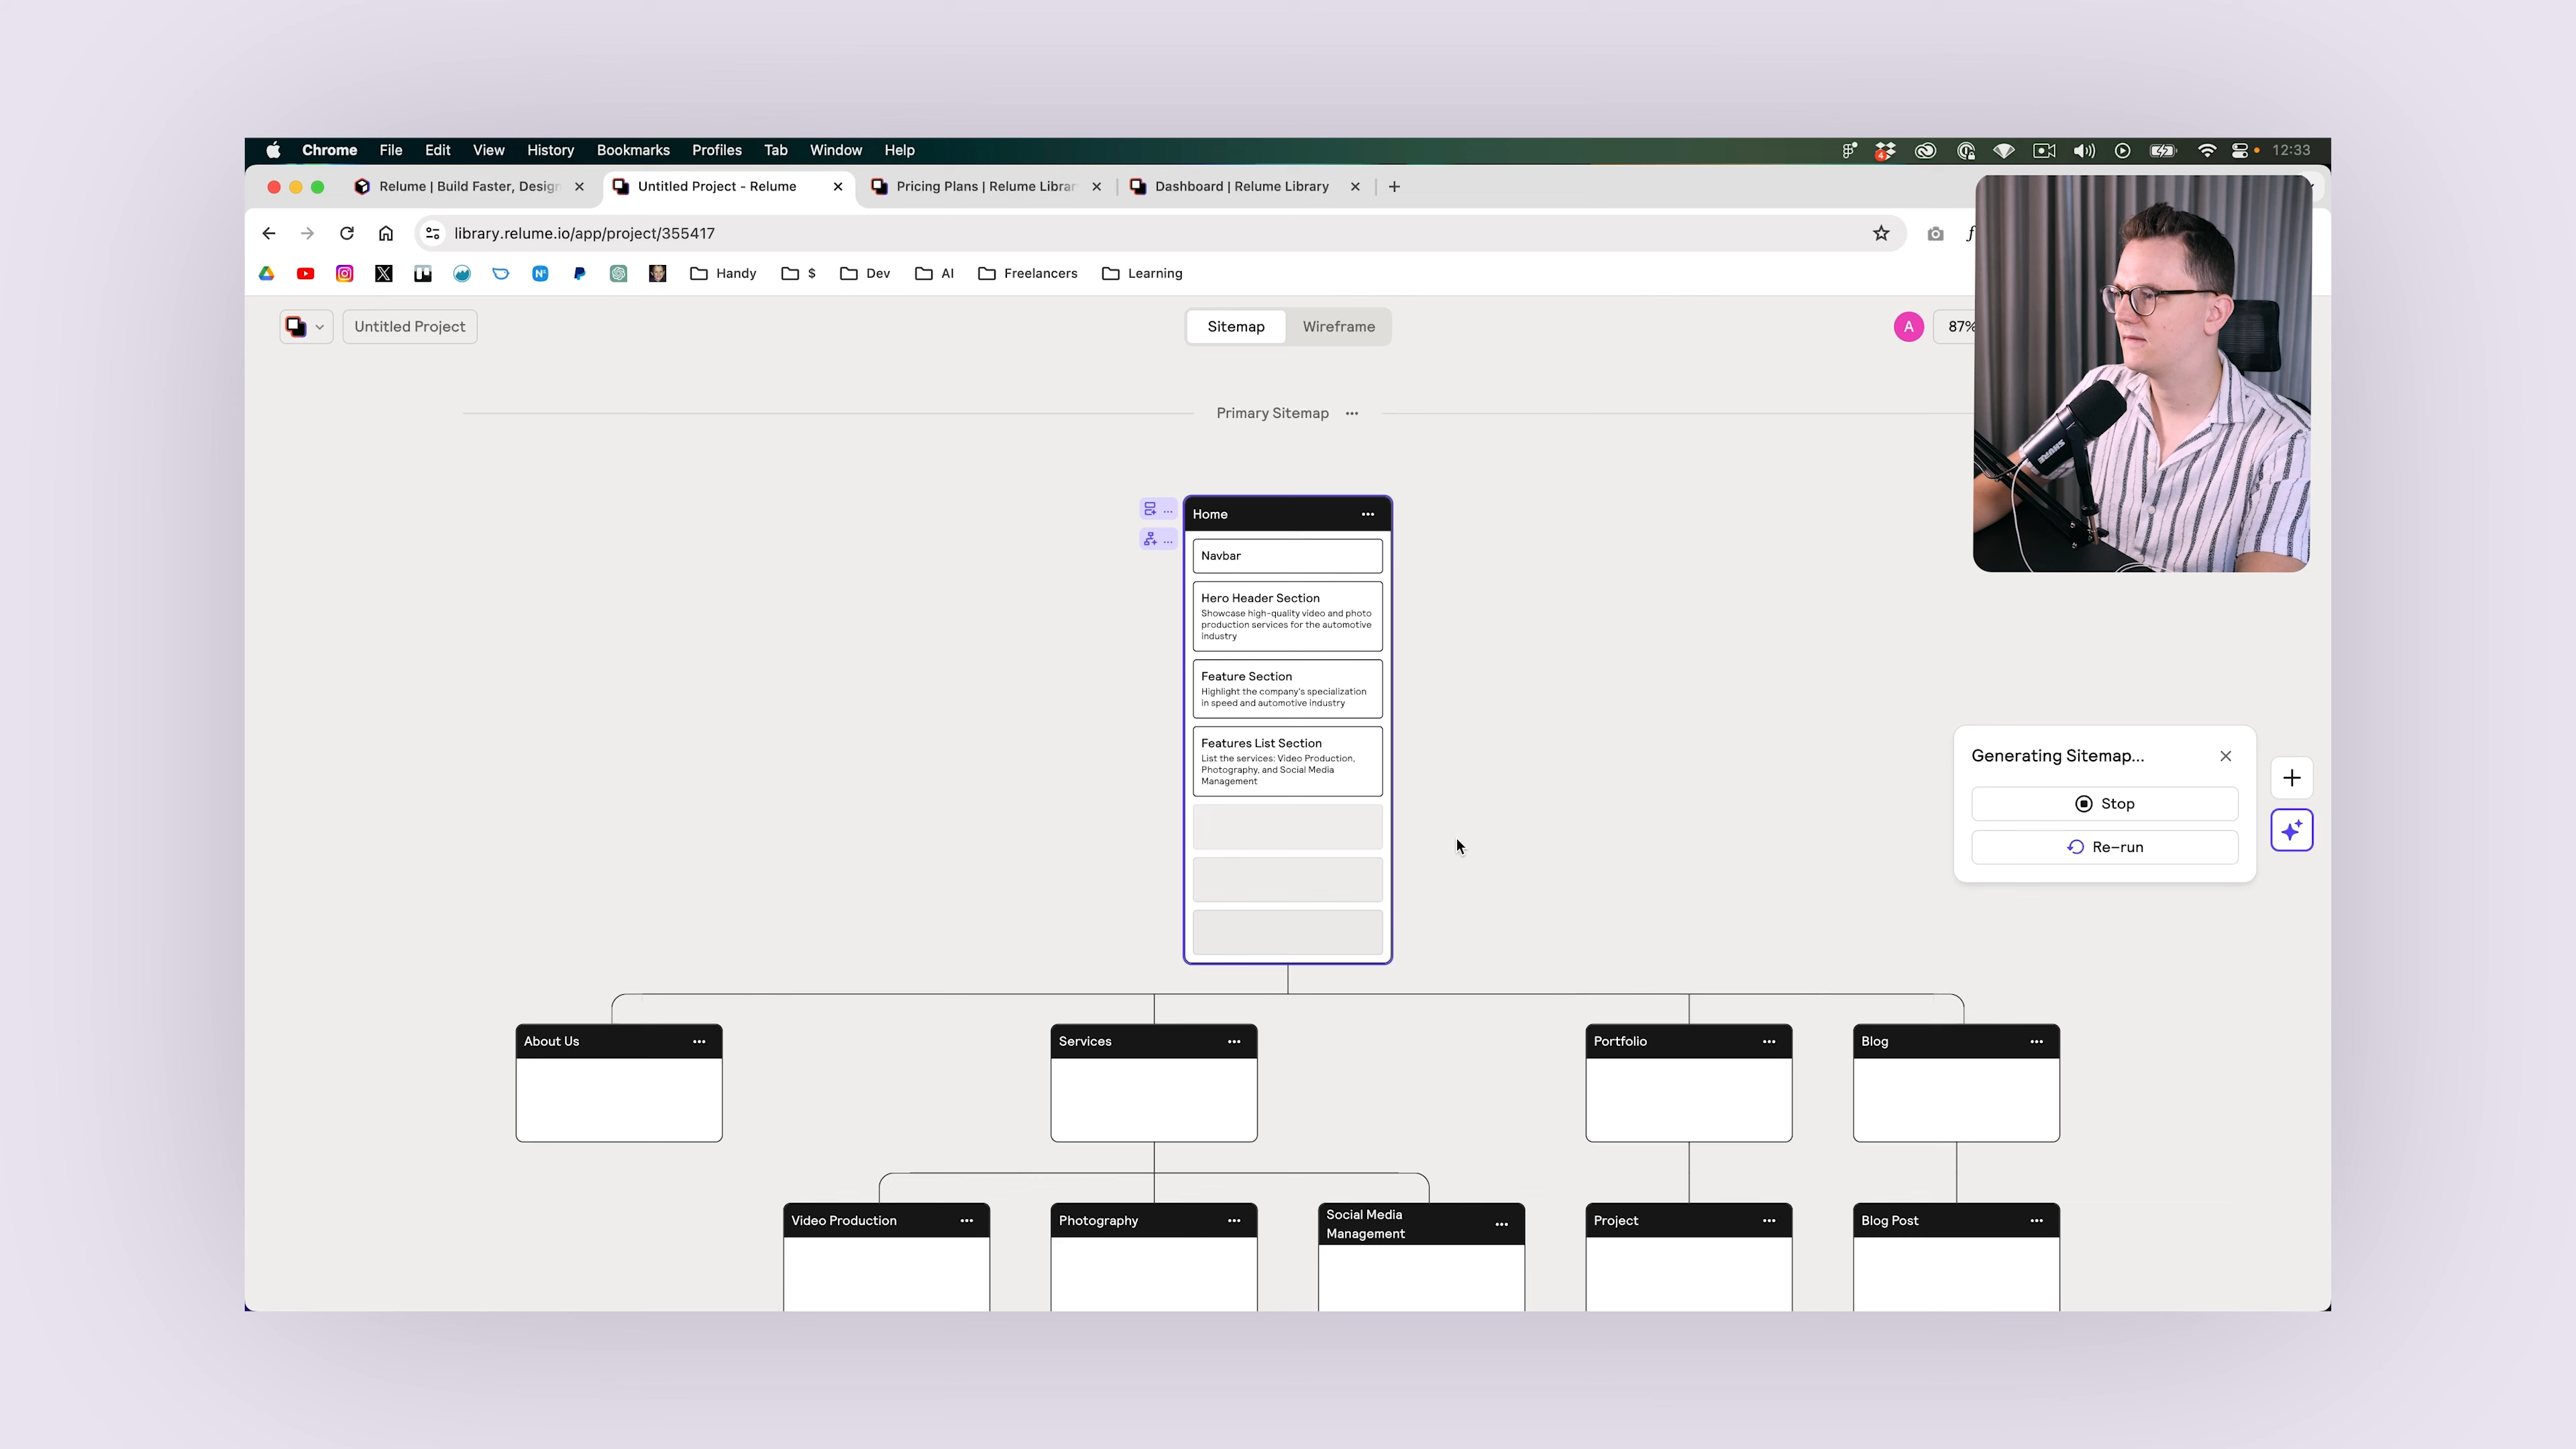 Chrome File Edit View History Bookmarks Profiles Tab Window Help
4
12:33
Relume | Build Faster, Design
Untitled Project - Relume
Pricing Plans | Relume Librar
Dashboard | Relume Library
library.relume.io/app/project/355417
Handy
$
Dev
AI
Freelancers
Learning
Untitled Project
Sitemap
Wireframe
A
87%
Primary Sitemap
Home
Navbar
Hero Header Section
Showcase high-quality video and photo
production services for the automotive
industry
Feature Section
Highlight the company's specialization
in speed and automotive industry
Features List Section
List the services: Video Production,
Photography, and Social Media
Management
Generating Sitemap...
Stop
Re-run
SHURE
About Us
Services
Portfolio
Blog
Video Production
Photography
Social Media
Management
Project
Blog Post